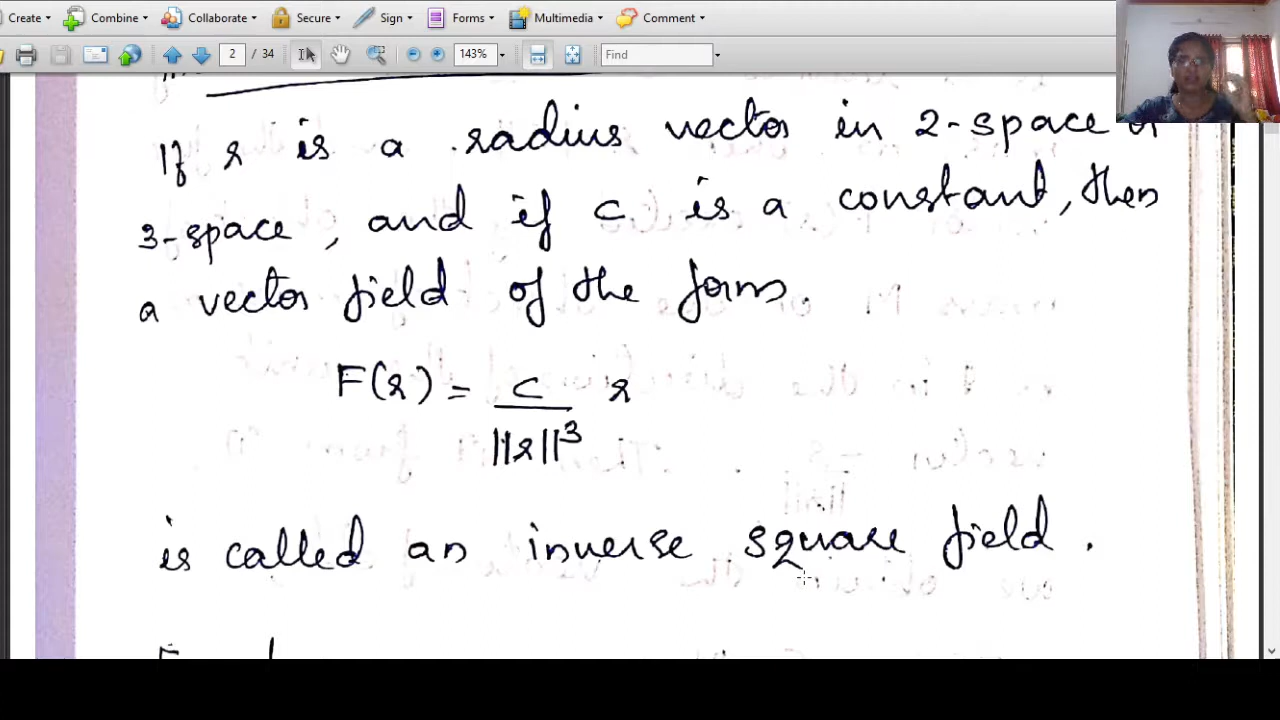 Create Combine Collaborate Secure Sign Forms Multimedia Comment
2 / 34 143% Find
If r is a radius vector in 2-space or
3-space, and if c is a constant, then
a vector field of the form.
F(r) = c r
||r||³
is called an inverse square field.